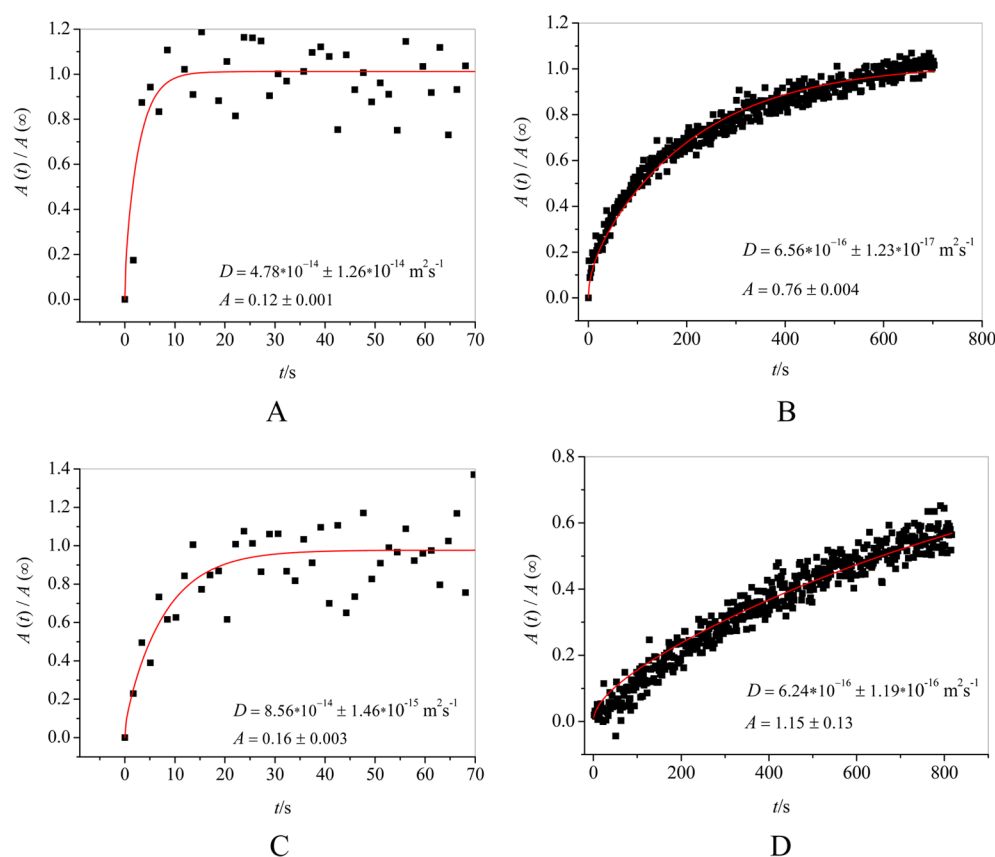 1.2
1.0
0.8
0.6
0.4
0.2
0.0
A (t) / A (∞)
D = 4.78*10⁻¹⁴ ± 1.26*10⁻¹⁴ m²s⁻¹
A = 0.12 ± 0.001
0 10 20 30 40 50 60 70
t/s
A
1.2
1.0
0.8
0.6
0.4
0.2
0.0
A (t) / A (∞)
D = 6.56*10⁻¹⁶ ± 1.23*10⁻¹⁷ m²s⁻¹
A = 0.76 ± 0.004
0 200 400 600 800
t/s
B
1.4
1.2
1.0
0.8
0.6
0.4
0.2
0.0
A (t) / A (∞)
D = 8.56*10⁻¹⁴ ± 1.46*10⁻¹⁵ m²s⁻¹
A = 0.16 ± 0.003
0 10 20 30 40 50 60 70
t/s
C
0.8
0.6
0.4
0.2
0.0
A (t) / A (∞)
D = 6.24*10⁻¹⁶ ± 1.19*10⁻¹⁶ m²s⁻¹
A = 1.15 ± 0.13
0 200 400 600 800
t/s
D